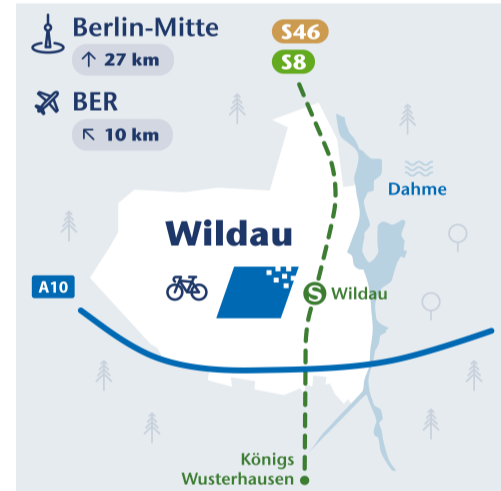 Berlin-Mitte
↑ 27 km
BER
↖ 10 km
S46
S8
Dahme
Wildau
A10
S Wildau
Königs
Wusterhausen